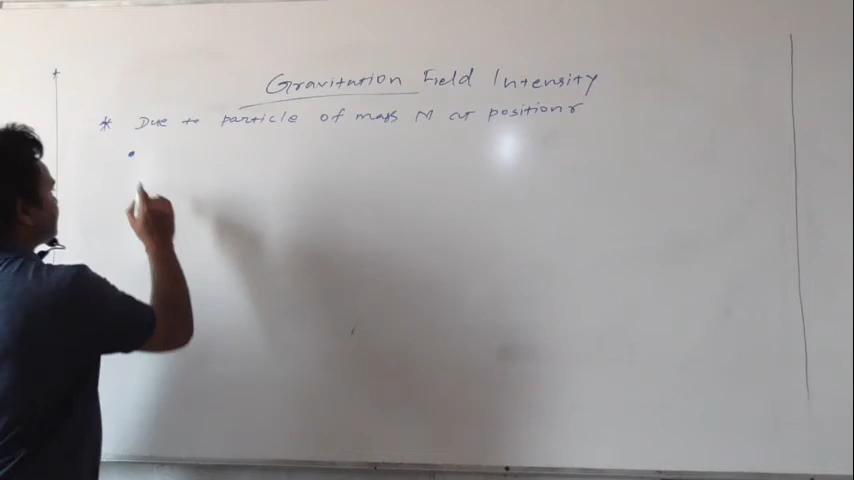 Gravitation Field Intensity
* Due to particle of mass M at position r